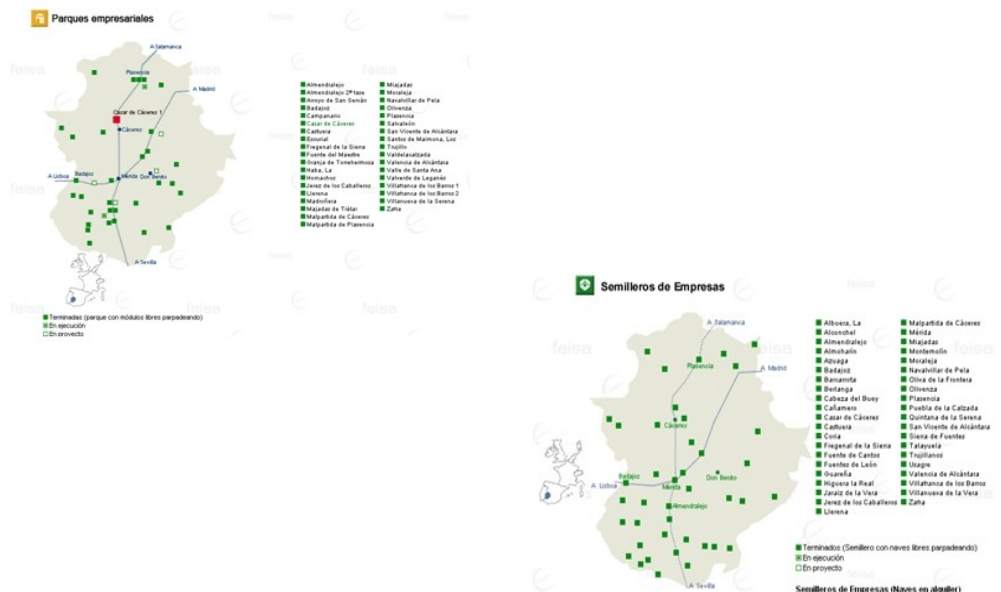 Parques empresariales
A Salamanca
Plasencia
A Madrid
Casar de Cáceres 1
Cáceres
A Lisboa
Badajoz
Mérida
Don Benito
A Sevilla
Almendralejo
Almendralejo 2ª fase
Arroyo de San Serván
Badajoz
Campanario
Casar de Cáceres
Castuera
Escurial
Fregenal de la Sierra
Fuente del Maestre
Granja de Torrehermosa
Haba, La
Hornachos
Jerez de los Caballeros
Llerena
Madroñera
Majadas de Tiétar
Malpartida de Cáceres
Malpartida de Plasencia
Miajadas
Moraleja
Navalvillar de Pela
Olivenza
Plasencia
Salvaleón
San Vicente de Alcántara
Santos de Maimona, Los
Trujillo
Valdelacalzada
Valencia de Alcántara
Valle de Santa Ana
Valverde de Leganés
Villafranca de los Barros 1
Villafranca de los Barros 2
Villanueva de la Serena
Zafra
Terminadas (parque con módulos libres parpadeando)
En ejecución
En proyecto
feisa
Semilleros de Empresas
A Salamanca
Plasencia
A Madrid
Cáceres
Badajoz
A Lisboa
Mérida
Don Benito
Almendralejo
A Sevilla
Albuera, La
Alconchel
Almendralejo
Almoharín
Azuaga
Badajoz
Barcarrota
Berlanga
Cabeza del Buey
Cañamero
Casar de Cáceres
Castuera
Coria
Fregenal de la Sierra
Fuente de Cantos
Fuentes de León
Guareña
Higuera la Real
Jaraíz de la Vera
Jerez de los Caballeros
Llerena
Malpartida de Cáceres
Mérida
Miajadas
Montemolín
Moraleja
Navalvillar de Pela
Oliva de la Frontera
Olivenza
Plasencia
Puebla de la Calzada
Quintana de la Serena
San Vicente de Alcántara
Sierra de Fuentes
Talayuela
Trujillanos
Usagre
Valencia de Alcántara
Villafranca de los Barros
Villanueva de la Vera
Zafra
Terminados (Semillero con naves libres parpadeando)
En ejecución
En proyecto
Semilleros de Empresas (Naves en alquiler)